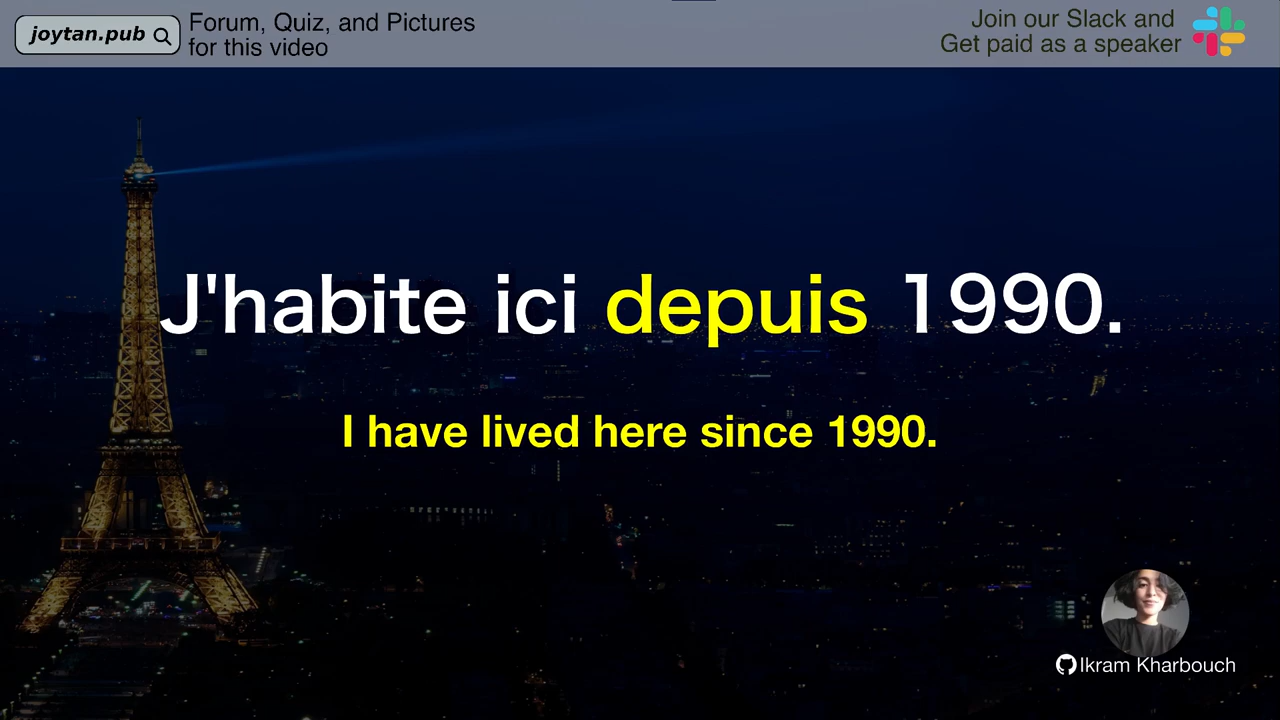 joytan.pub
Forum, Quiz, and Pictures
for this video
Join our Slack and
Get paid as a speaker
J'habite ici depuis 1990.
I have lived here since 1990.
Ikram Kharbouch